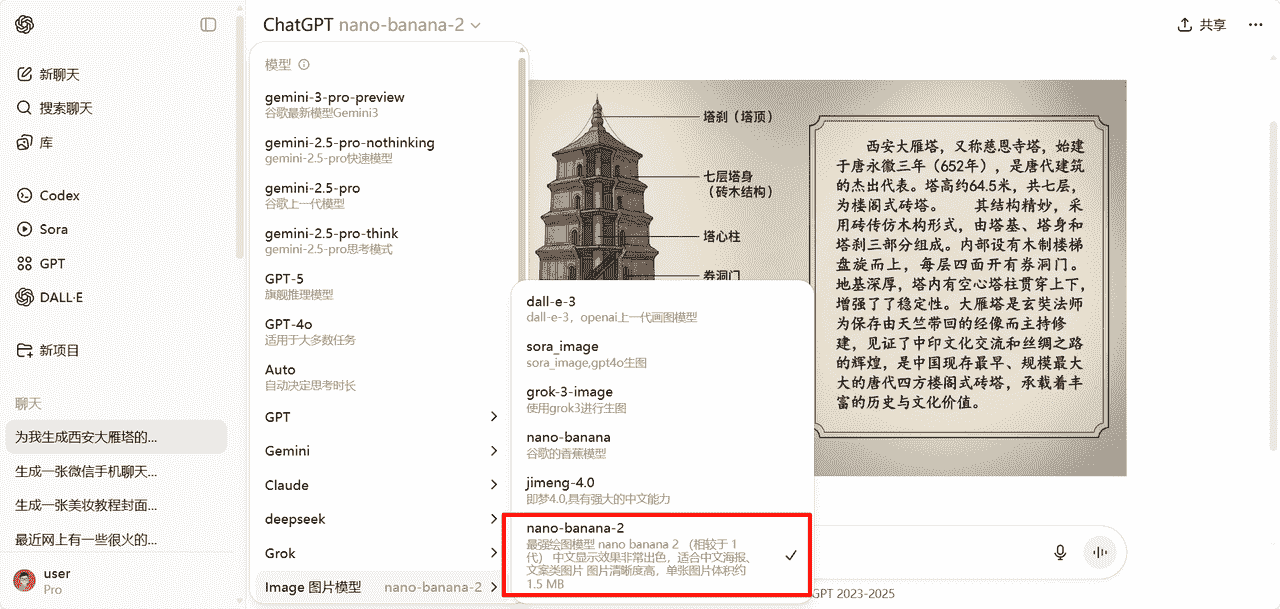 ChatGPT nano-banana-2
共享
新聊天
搜索聊天
库
Codex
Sora
GPT
DALL·E
新项目
聊天
为我生成西安大雁塔的...
生成一张微信手机聊天...
生成一张美妆教程封面...
最近网上有一些很火的...
user
Pro
模型
gemini-3-pro-preview
谷歌最新模型Gemini3
gemini-2.5-pro-nothinking
gemini-2.5-pro快速模型
gemini-2.5-pro
谷歌上一代模型
gemini-2.5-pro-think
gemini-2.5-pro思考模式
GPT-5
旗舰推理模型
GPT-4o
适用于大多数任务
Auto
自动决定思考时长
GPT
Gemini
Claude
deepseek
Grok
Image 图片模型 nano-banana-2
dall-e-3
dall-e-3，openai上一代画图模型
sora_image
sora_image,gpt4o生图
grok-3-image
使用grok3进行生图
nano-banana
谷歌的香蕉模型
jimeng-4.0
即梦4.0,具有强大的中文能力
nano-banana-2
最强绘图模型 nano banana 2 （相较于 1
代） 中文显示效果非常出色，适合中文海报、
文案类图片 图片清晰度高，单张图片体积约
1.5 MB
塔刹（塔顶）
七层塔身
（砖木结构）
塔心柱
券洞门
西安大雁塔，又称慈恩寺塔，始建
于唐永徽三年（652年），是唐代建筑
的杰出代表。塔高约64.5米，共七层，
为楼阁式砖塔。 其结构精妙，采
用砖传仿木构形式，由塔基、塔身和
塔刹三部分组成。内部设有木制楼梯
盘旋而上，每层四面开有券洞门。
地基深厚，塔内有空心塔柱贯穿上下，
增强了了稳定性。大雁塔是玄奘法师
为保存由天竺带回的经像而主持修
建，见证了中印文化交流和丝绸之路
的辉煌，是中国现存最早、规模最大
大的唐代四方楼阁式砖塔，承载着丰
富的历史与文化价值。
GPT 2023-2025